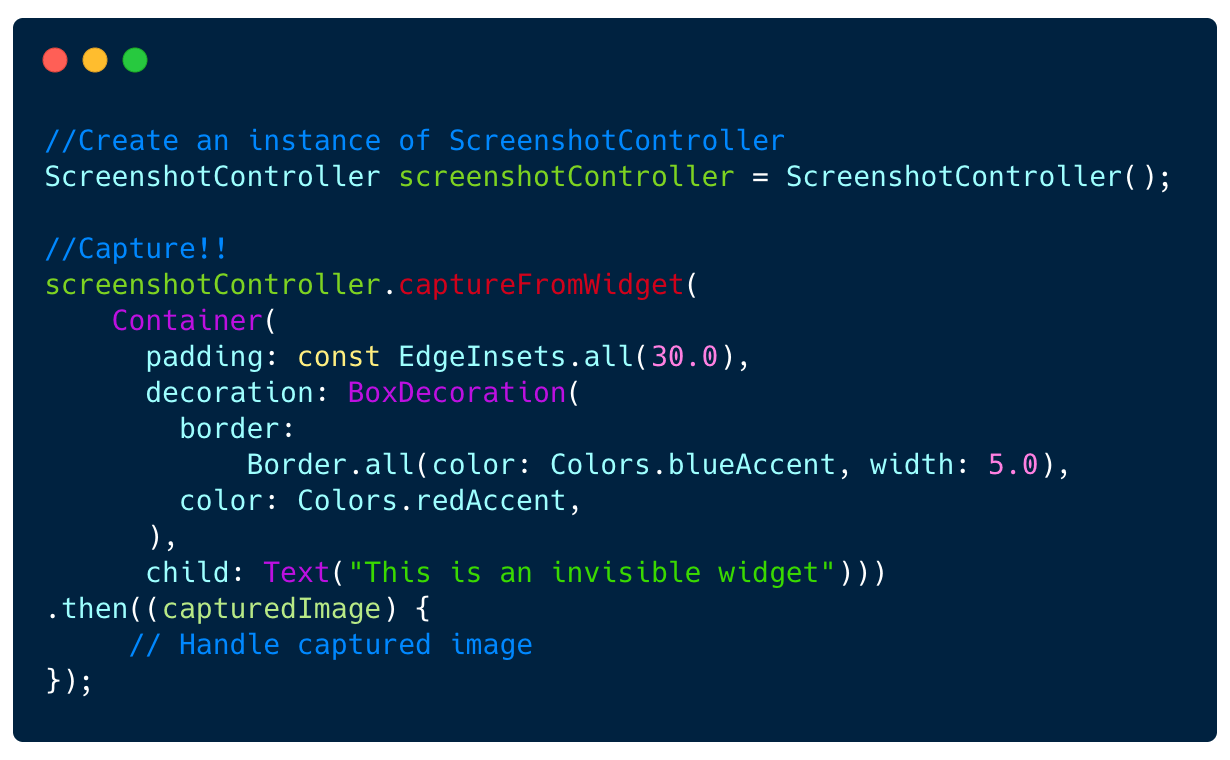 //Create an instance of ScreenshotController
ScreenshotController screenshotController = ScreenshotController();

//Capture!!
screenshotController.captureFromWidget(
    Container(
      padding: const EdgeInsets.all(30.0),
      decoration: BoxDecoration(
        border:
            Border.all(color: Colors.blueAccent, width: 5.0),
        color: Colors.redAccent,
      ),
      child: Text("This is an invisible widget")))
.then((capturedImage) {
     // Handle captured image
});